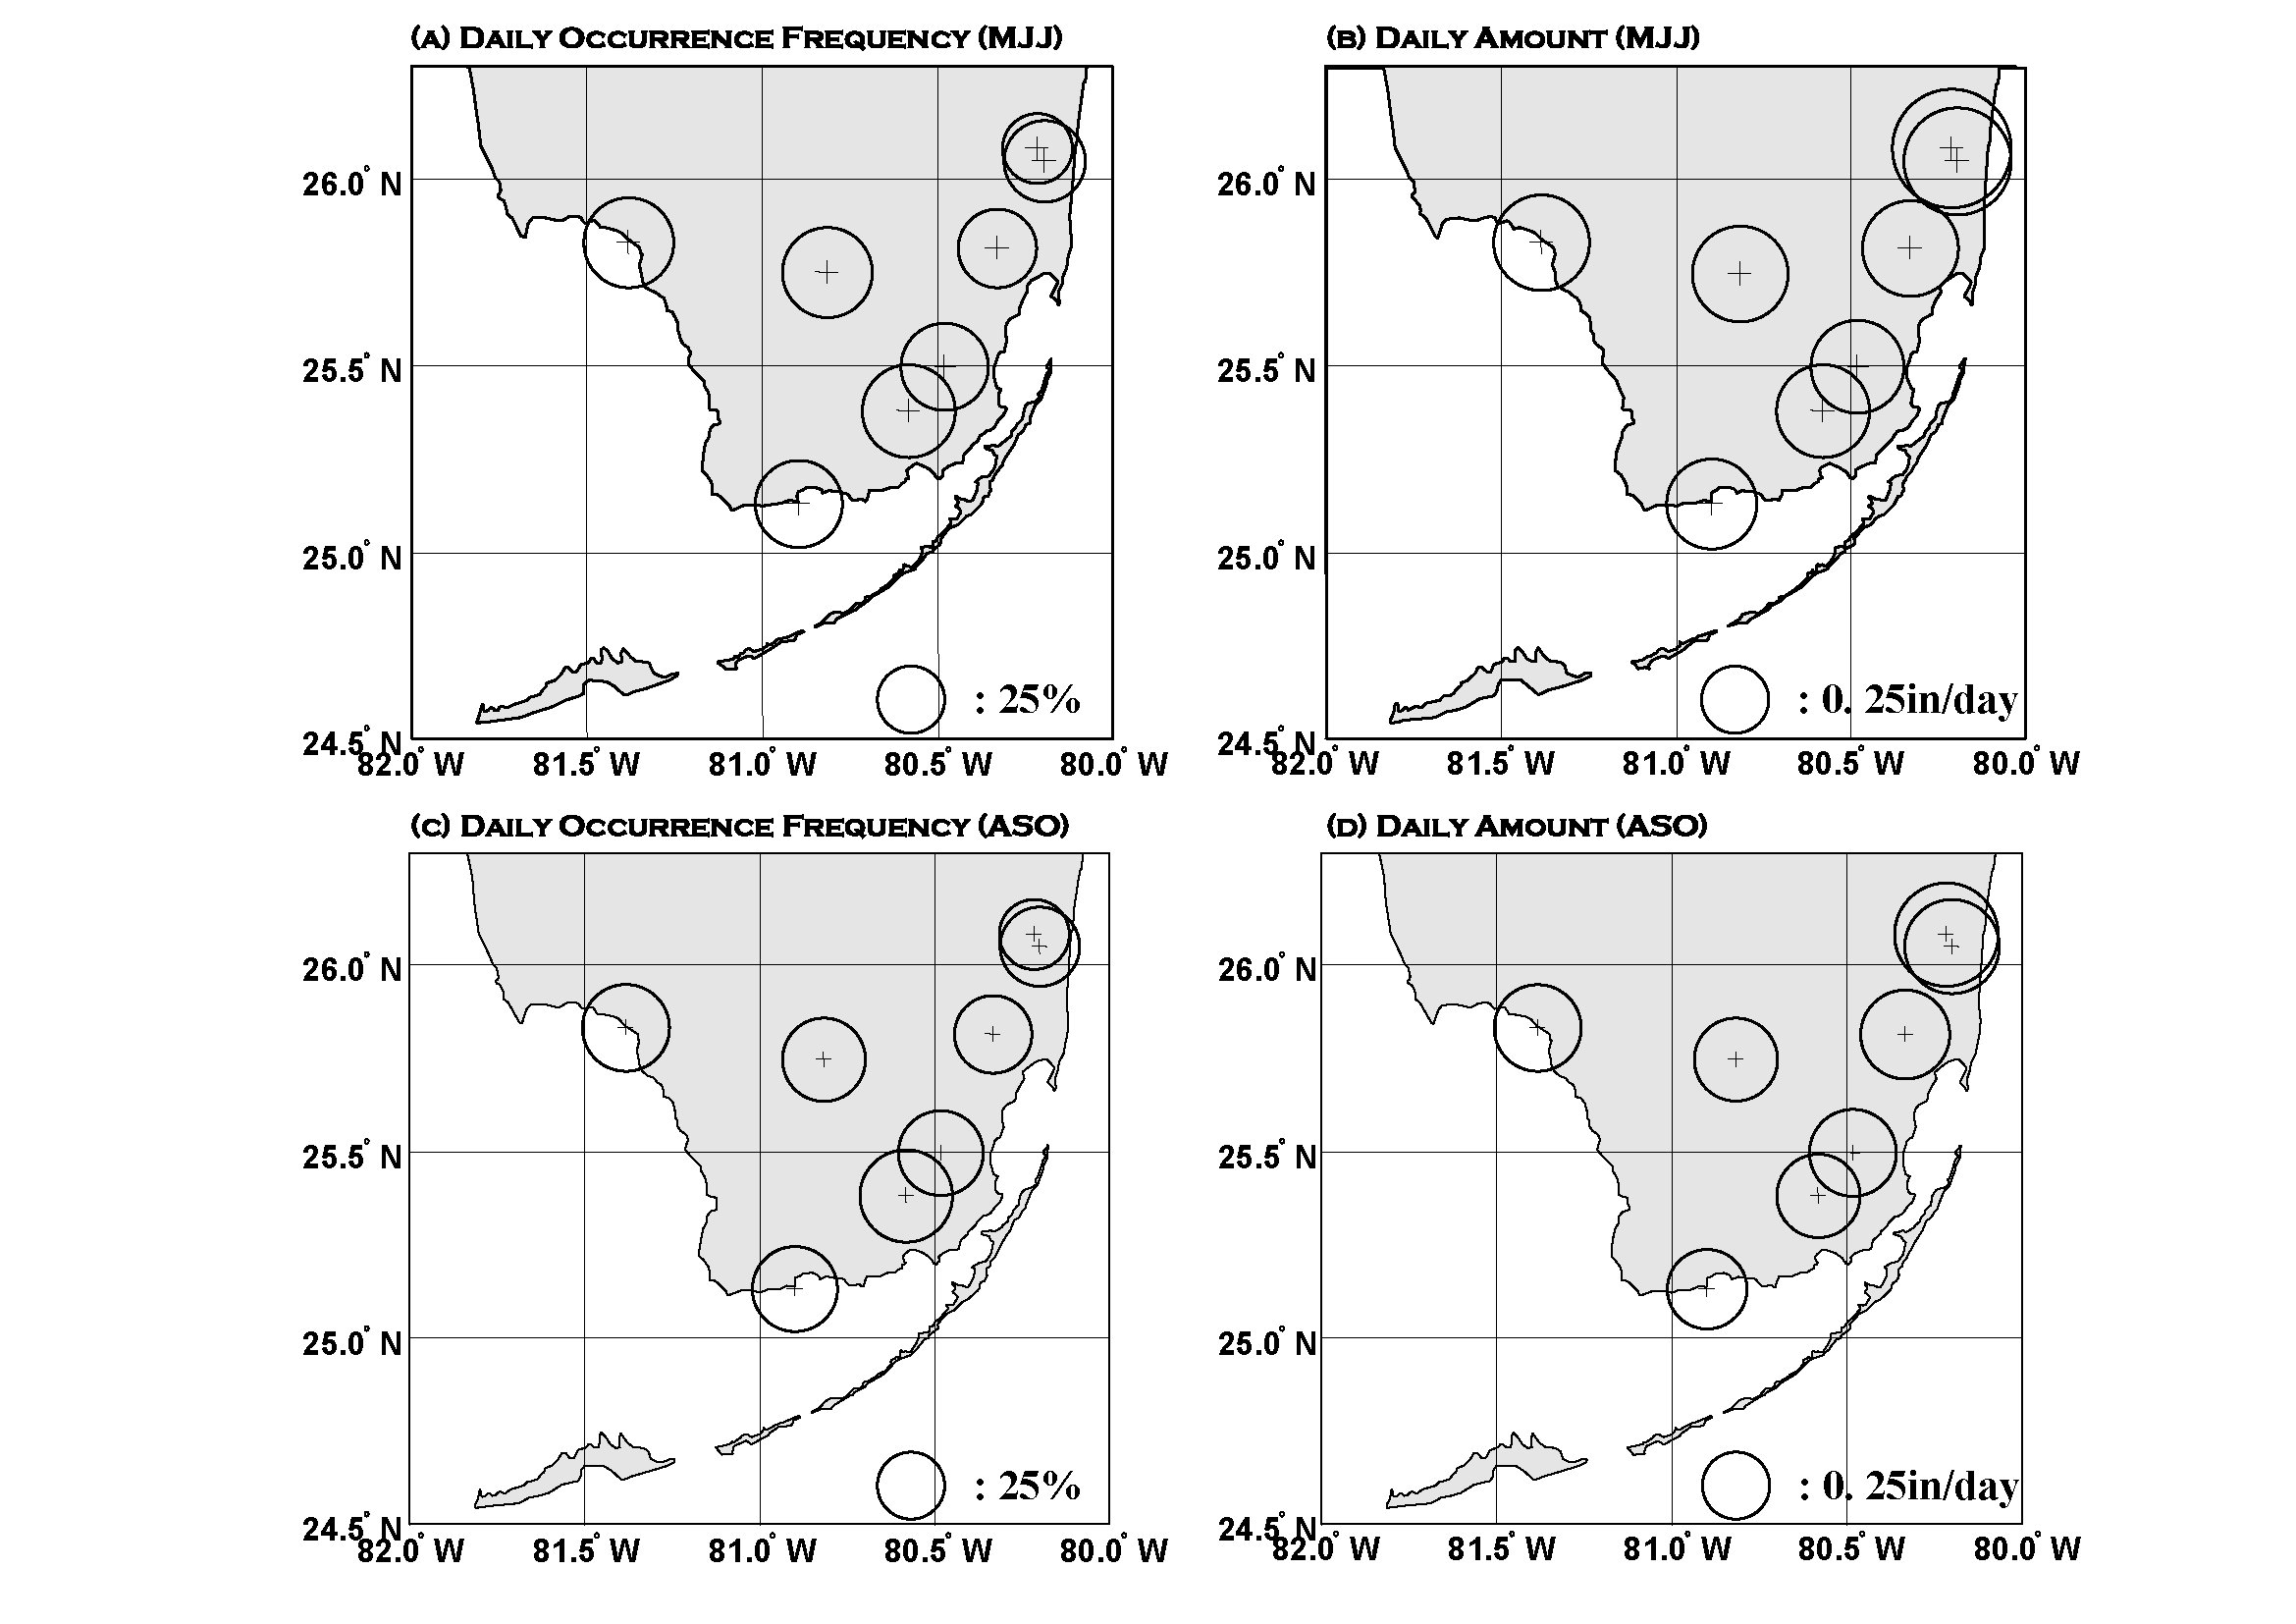 (A) DAILY OCCURRENCE FREQUENCY (MJJ)
(B) DAILY AMOUNT (MJJ)
26.0° N
25.5° N
25.0° N
24.5° N
82.0° W 81.5° W 81.0° W 80.5° W 80.0° W
: 25%
26.0° N
25.5° N
25.0° N
24.5° N
82.0° W 81.5° W 81.0° W 80.5° W 80.0° W
: 0. 25in/day
(C) DAILY OCCURRENCE FREQUENCY (ASO)
(D) DAILY AMOUNT (ASO)
26.0° N
25.5° N
25.0° N
24.5° N
82.0° W 81.5° W 81.0° W 80.5° W 80.0° W
: 25%
26.0° N
25.5° N
25.0° N
24.5° N
82.0° W 81.5° W 81.0° W 80.5° W 80.0° W
: 0. 25in/day